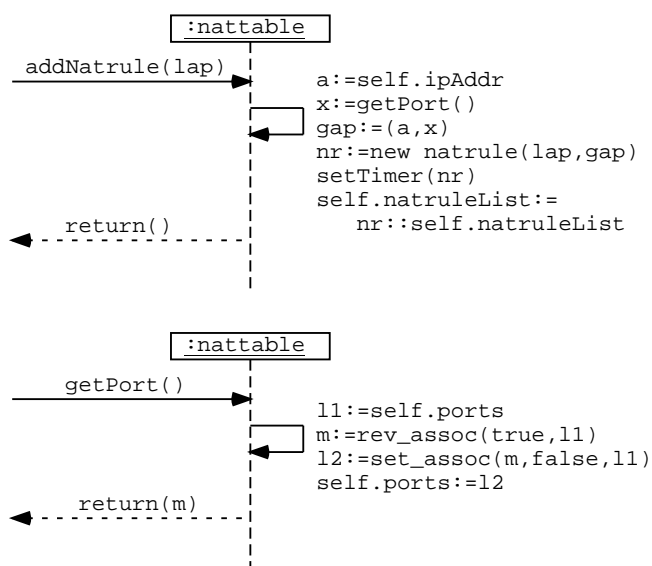 :nattable
addNatrule(lap)
a:=self.ipAddr
x:=getPort()
gap:=(a,x)
nr:=new natrule(lap,gap)
setTimer(nr)
self.natruleList:=
nr::self.natruleList
return()
:nattable
getPort()
l1:=self.ports
m:=rev_assoc(true,l1)
l2:=set_assoc(m,false,l1)
self.ports:=l2
return(m)